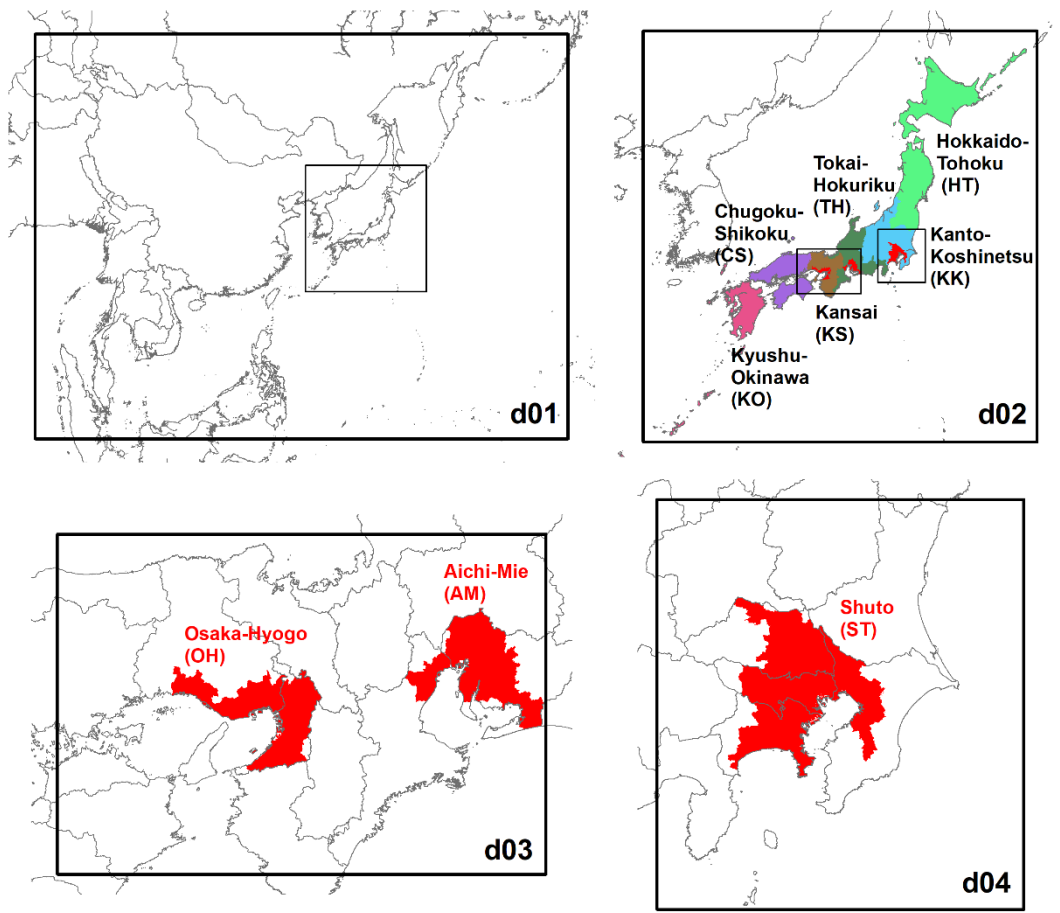 d01
Hokkaido-
Tohoku
(HT)
Tokai-
Hokuriku
(TH)
Chugoku-
Shikoku
(CS)
Kanto-
Koshinetsu
(KK)
Kansai
(KS)
Kyushu-
Okinawa
(KO)
d02
Aichi-Mie
(AM)
Osaka-Hyogo
(OH)
d03
Shuto
(ST)
d04